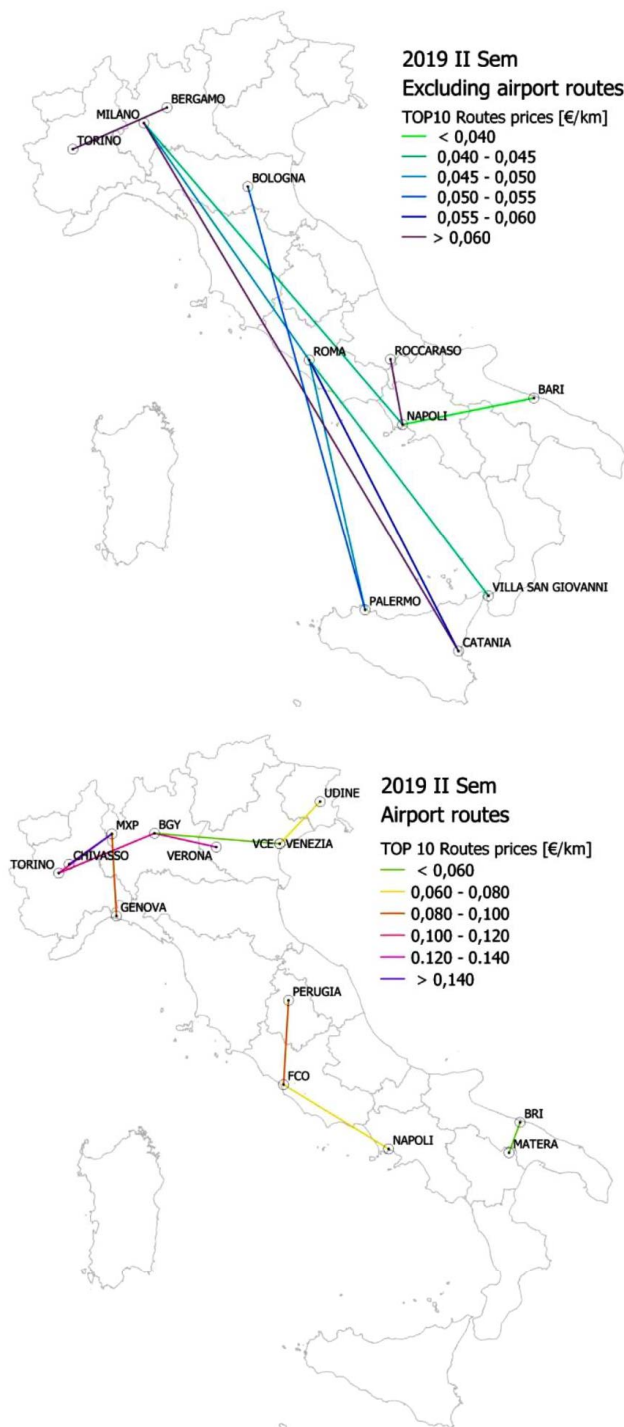 2019 II Sem
Excluding airport routes
TOP10 Routes prices [€/km]
< 0,040
0,040 - 0,045
0,045 - 0,050
0,050 - 0,055
0,055 - 0,060
> 0,060
BERGAMO
MILANO
TORINO
BOLOGNA
ROMA
ROCCARASO
BARI
NAPOLI
VILLA SAN GIOVANNI
PALERMO
CATANIA
2019 II Sem
Airport routes
TOP 10 Routes prices [€/km]
< 0,060
0,060 - 0,080
0,080 - 0,100
0,100 - 0,120
0.120 - 0.140
> 0,140
UDINE
MXP
BGY
VCE
VENEZIA
VERONA
CHIVASSO
TORINO
GENOVA
PERUGIA
FCO
NAPOLI
BRI
MATERA